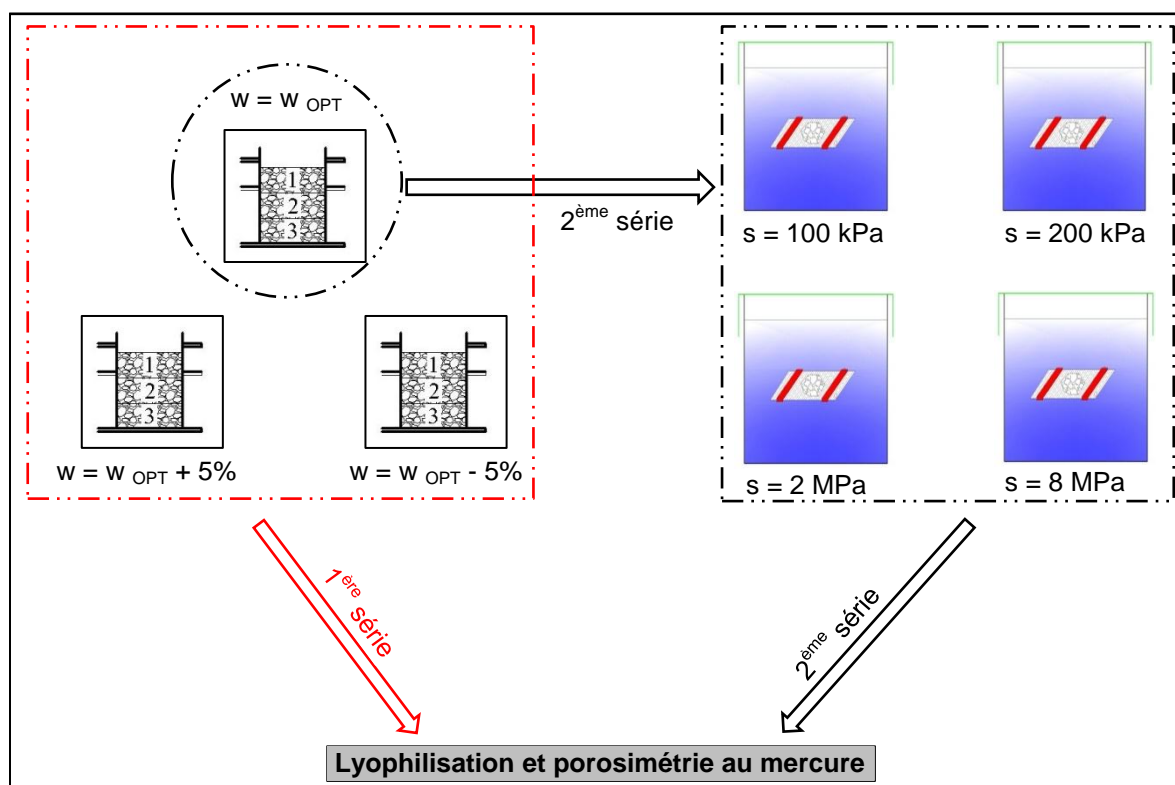 w = w OPT
1
2
3
2ème série
s = 100 kPa
s = 200 kPa
1
2
3
w = w OPT + 5%
1
2
3
w = w OPT - 5%
s = 2 MPa
s = 8 MPa
1ère série
2ème série
Lyophilisation et porosimétrie au mercure